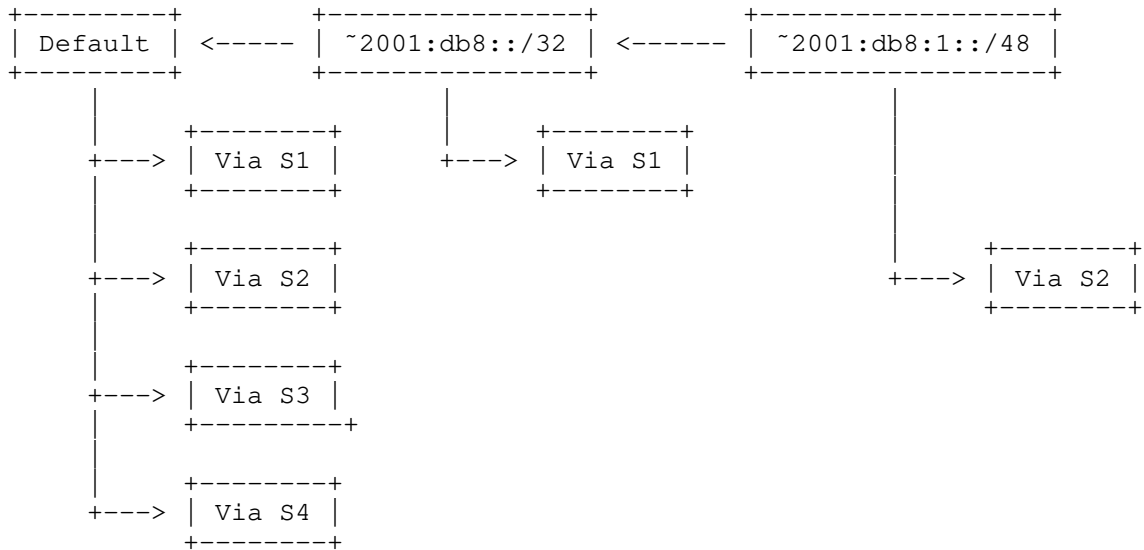 Default <----- ~2001:db8::/32 <------ ~2001:db8:1::/48
Via S1 Via S1
Via S2 Via S2
Via S3
Via S4